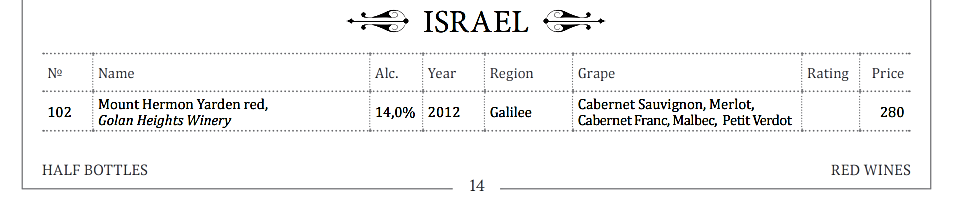 ISRAEL
№ Name Alc. Year Region Grape Rating Price
102 Mount Hermon Yarden red, Golan Heights Winery 14,0% 2012 Galilee Cabernet Sauvignon, Merlot, Cabernet Franc, Malbec, Petit Verdot 280
HALF BOTTLES RED WINES
14